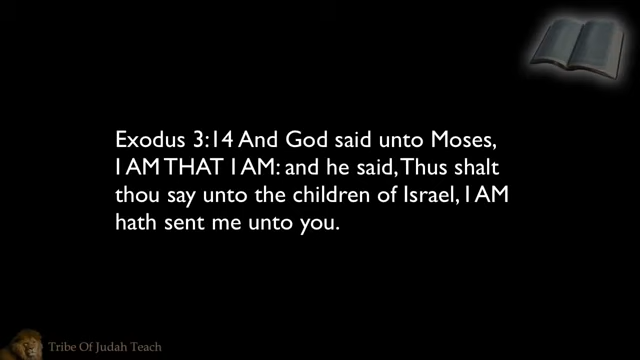 Exodus 3:14 And God said unto Moses,
I AM THAT I AM: and he said, Thus shalt
thou say unto the children of Israel, I AM
hath sent me unto you.
Tribe Of Judah Teach